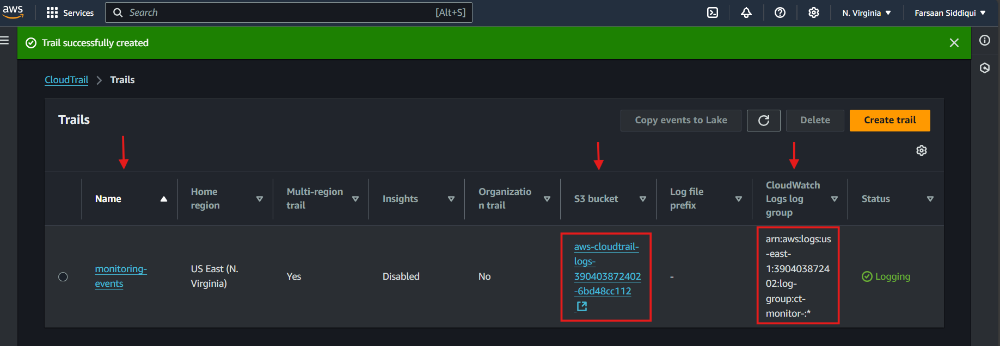 aws
Services
Search
[Alt+S]
N. Virginia
Farsaan Siddiqui
Trail successfully created
CloudTrail
Trails
Trails
Copy events to Lake
Delete
Create trail
Name
Home
region
Multi-region
trail
Insights
Organizatio
n trail
S3 bucket
Log file
prefix
CloudWatch
Logs log
group
Status
monitoring-
events
US East (N.
Virginia)
Yes
Disabled
No
aws-cloudtrail-
logs-
390403872402
-6bd48cc112
-
arn:aws:logs:us
-east-
1:3904038724
02:log-
group:ct-
monitor-:*
Logging